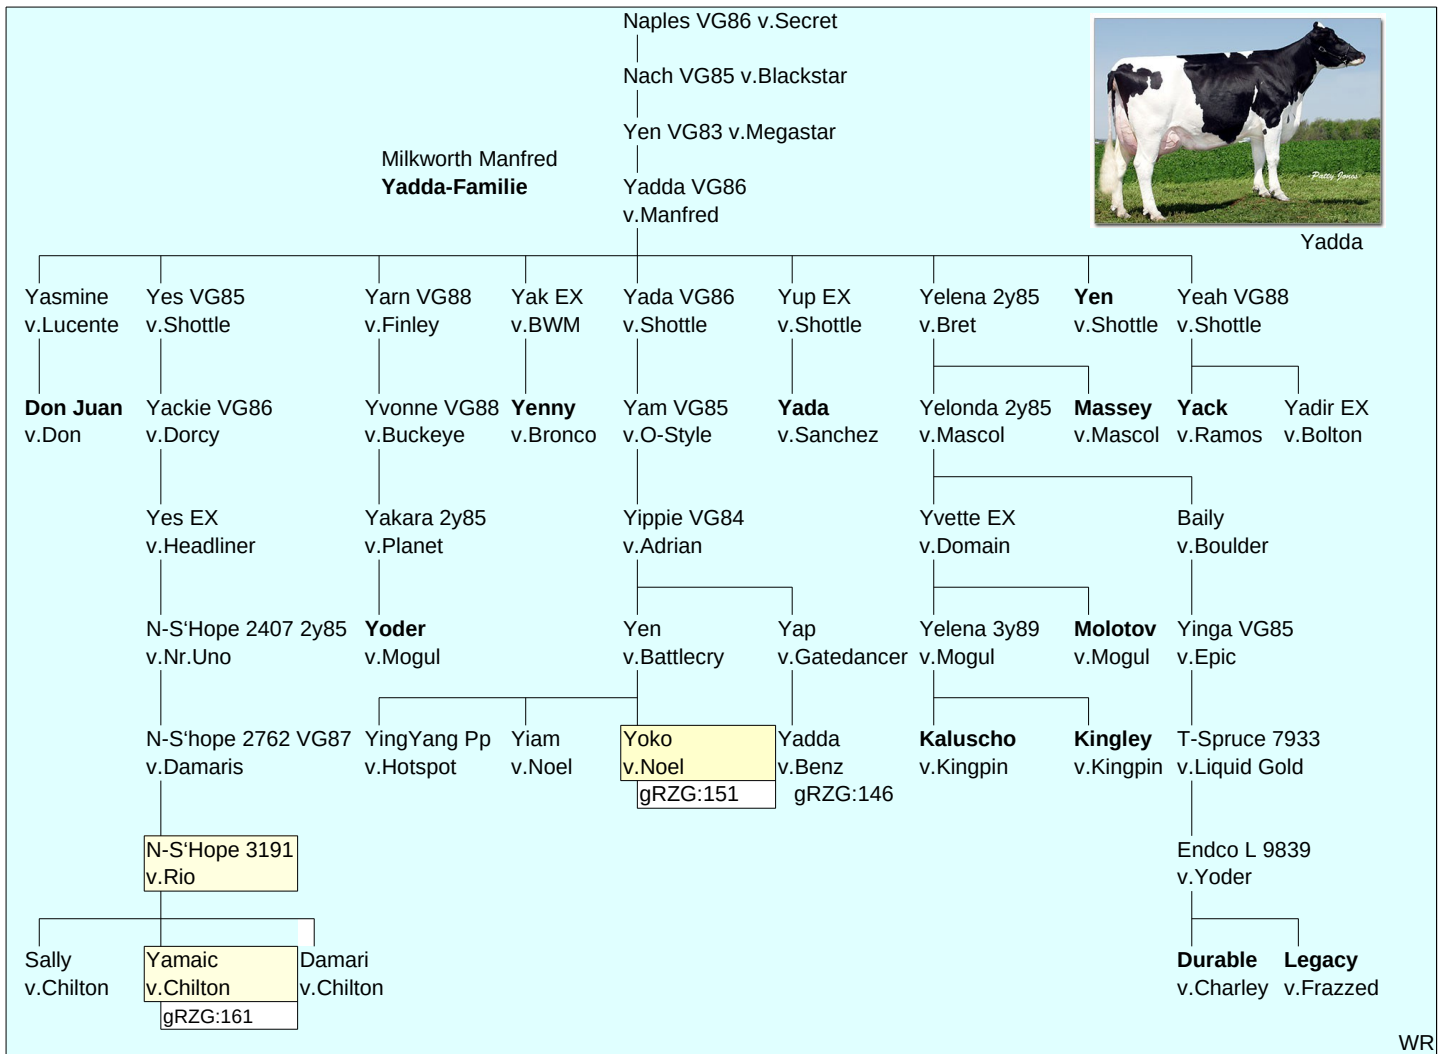 Naples VG86 v.Secret
Nach VG85 v.Blackstar
Yen VG83 v.Megastar
Milkworth Manfred
Yadda-Familie
Yadda VG86
v.Manfred
Patty Jones
Yadda
Yasmine
v.Lucente
Yes VG85
v.Shottle
Yarn VG88
v.Finley
Yak EX
v.BWM
Yada VG86
v.Shottle
Yup EX
v.Shottle
Yelena 2y85
v.Bret
Yen
v.Shottle
Yeah VG88
v.Shottle
Don Juan
v.Don
Yackie VG86
v.Dorcy
Yvonne VG88
v.Buckeye
Yenny
v.Bronco
Yam VG85
v.O-Style
Yada
v.Sanchez
Yelonda 2y85
v.Mascol
Massey
v.Mascol
Yack
v.Ramos
Yadir EX
v.Bolton
Yes EX
v.Headliner
Yakara 2y85
v.Planet
Yippie VG84
v.Adrian
Yvette EX
v.Domain
Baily
v.Boulder
N-S‘Hope 2407 2y85
v.Nr.Uno
Yoder
v.Mogul
Yen
v.Battlecry
Yap
v.Gatedancer
Yelena 3y89
v.Mogul
Molotov
v.Mogul
Yinga VG85
v.Epic
N-S‘hope 2762 VG87
v.Damaris
YingYang Pp
v.Hotspot
Yiam
v.Noel
Yoko
v.Noel
gRZG:151
Yadda
v.Benz
gRZG:146
Kaluscho
v.Kingpin
Kingley
v.Kingpin
T-Spruce 7933
v.Liquid Gold
N-S‘Hope 3191
v.Rio
Endco L 9839
v.Yoder
Sally
v.Chilton
Yamaic
v.Chilton
gRZG:161
Damari
v.Chilton
Durable
v.Charley
Legacy
v.Frazzed
WR